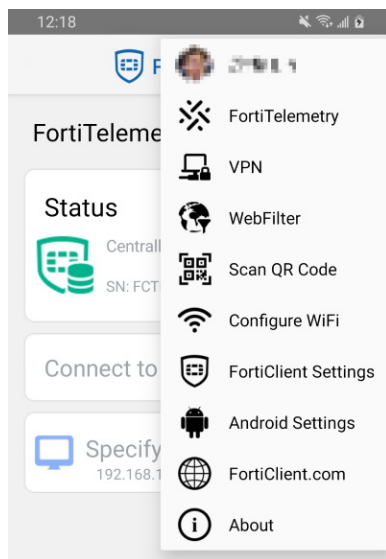 12:18
F
FortiTeleme
FortiTelemetry
VPN
Status
WebFilter
Centrall
Scan QR Code
SN: FCT
Configure WiFi
Connect to
FortiClient Settings
Android Settings
Specify
192.168.1
FortiClient.com
About